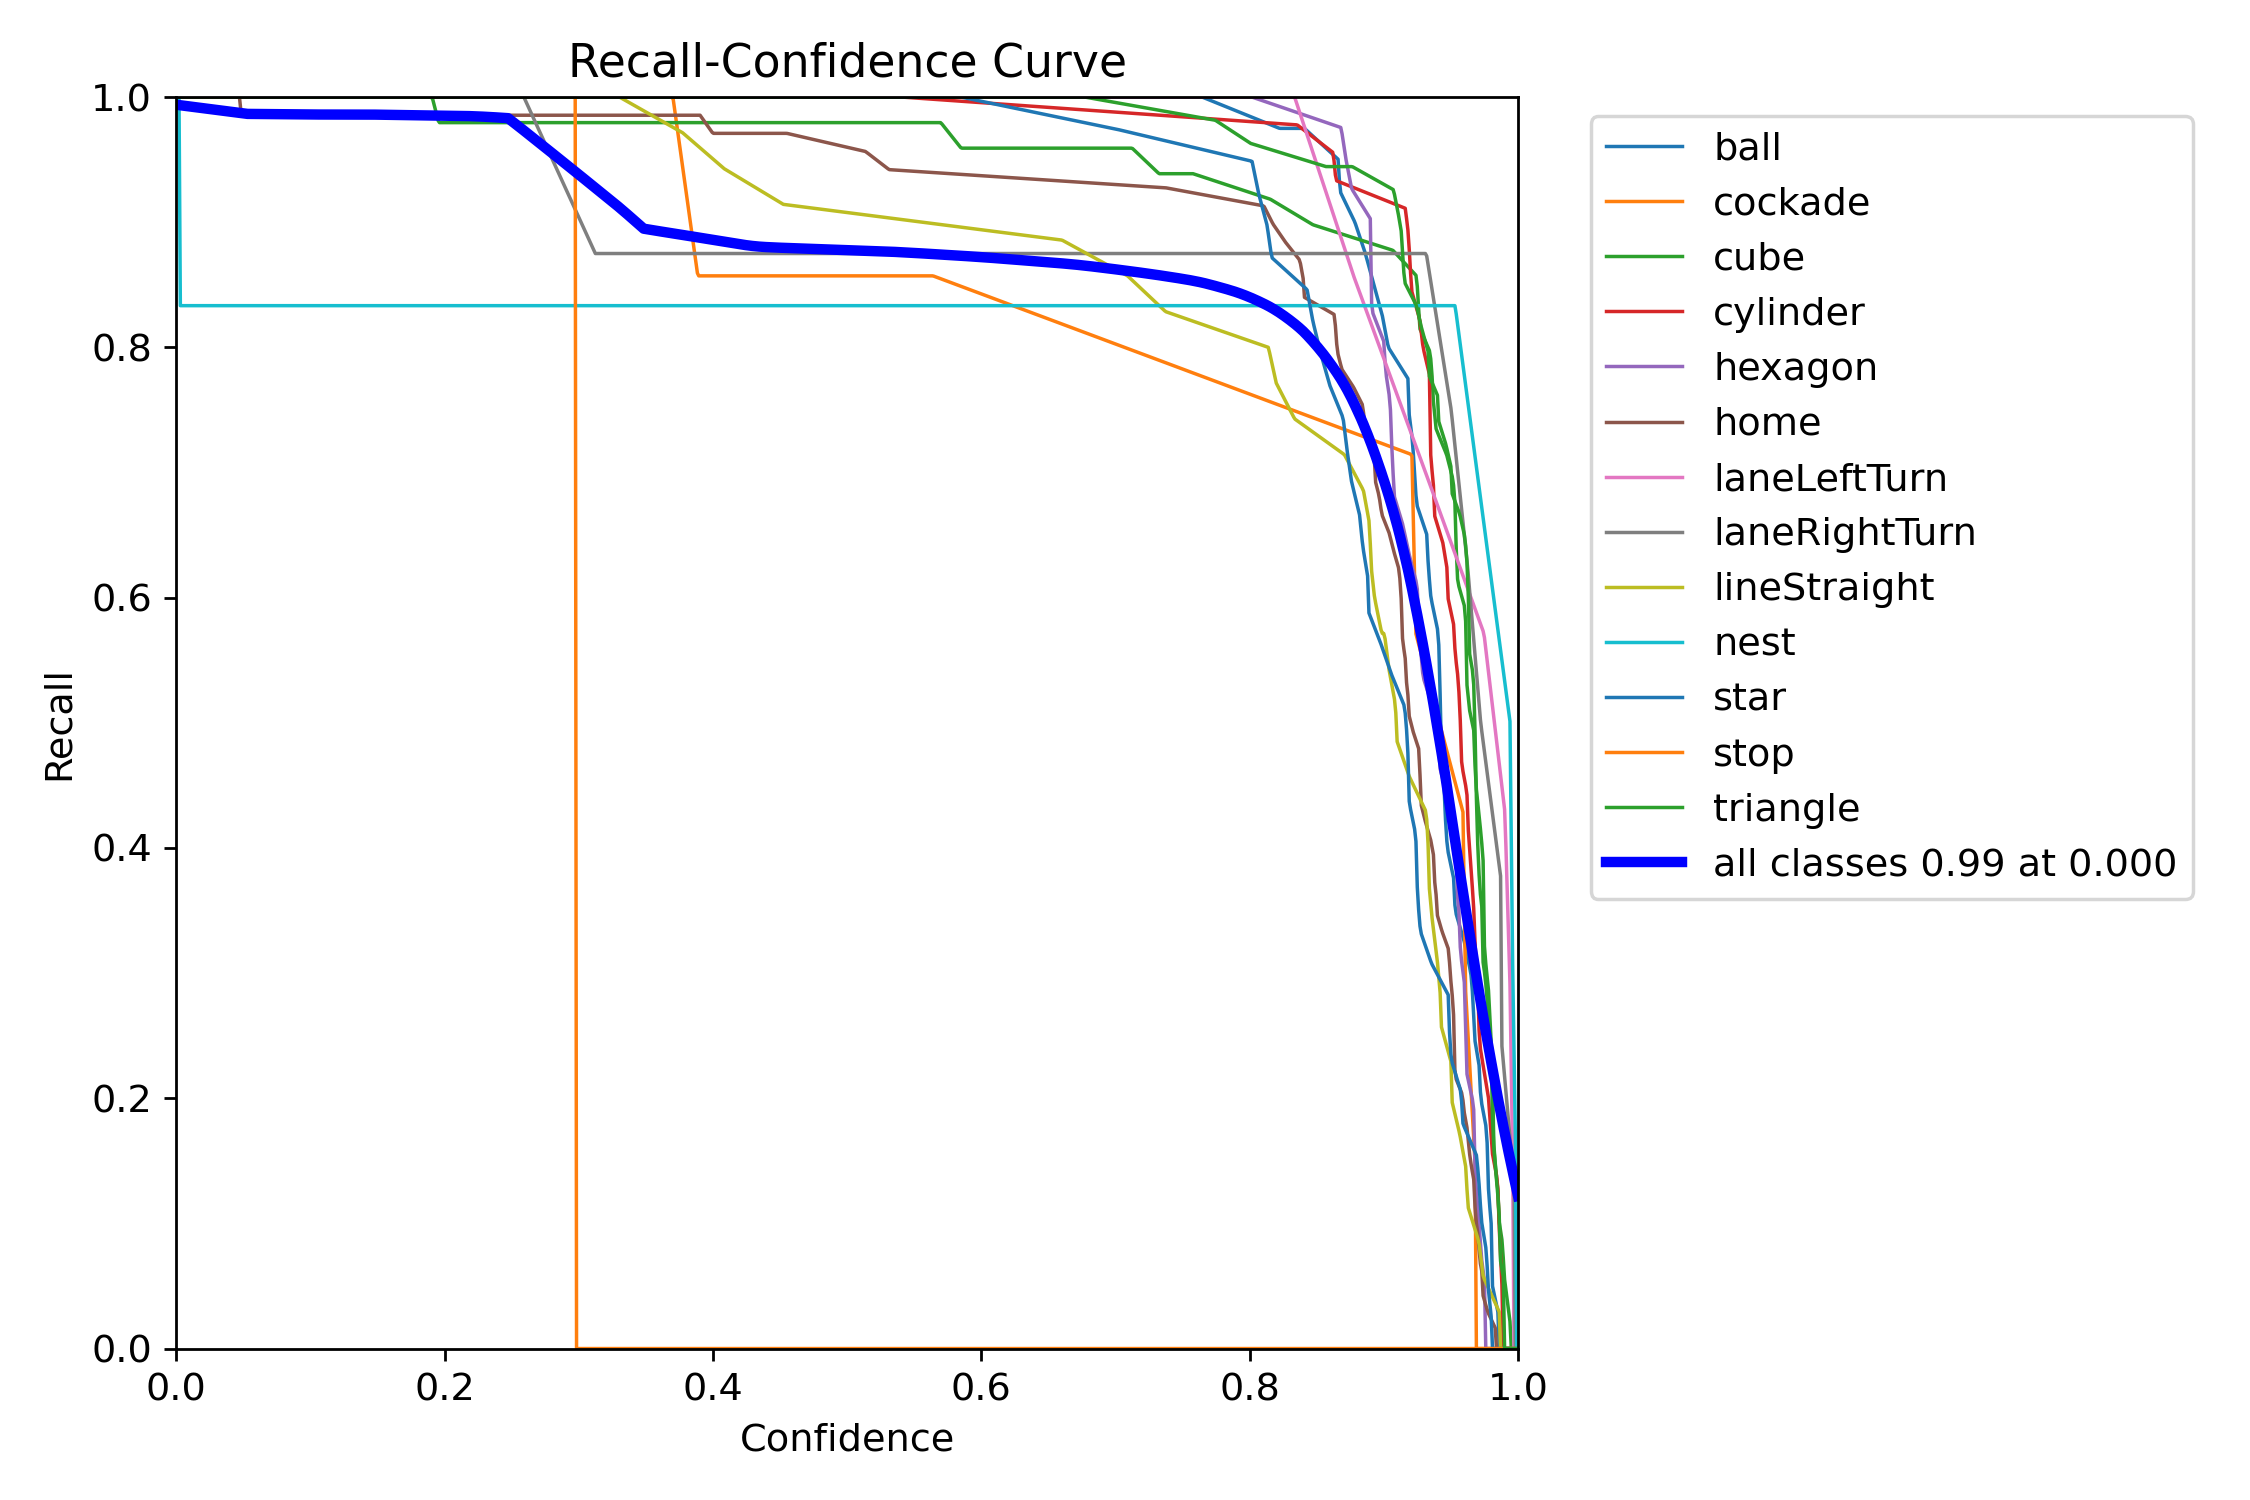 Recall-Confidence Curve
1.0
0.8
0.6
0.4
0.2
0.0
Recall
0.0 0.2 0.4 0.6 0.8 1.0
Confidence
ball
cockade
cube
cylinder
hexagon
home
laneLeftTurn
laneRightTurn
lineStraight
nest
star
stop
triangle
all classes 0.99 at 0.000